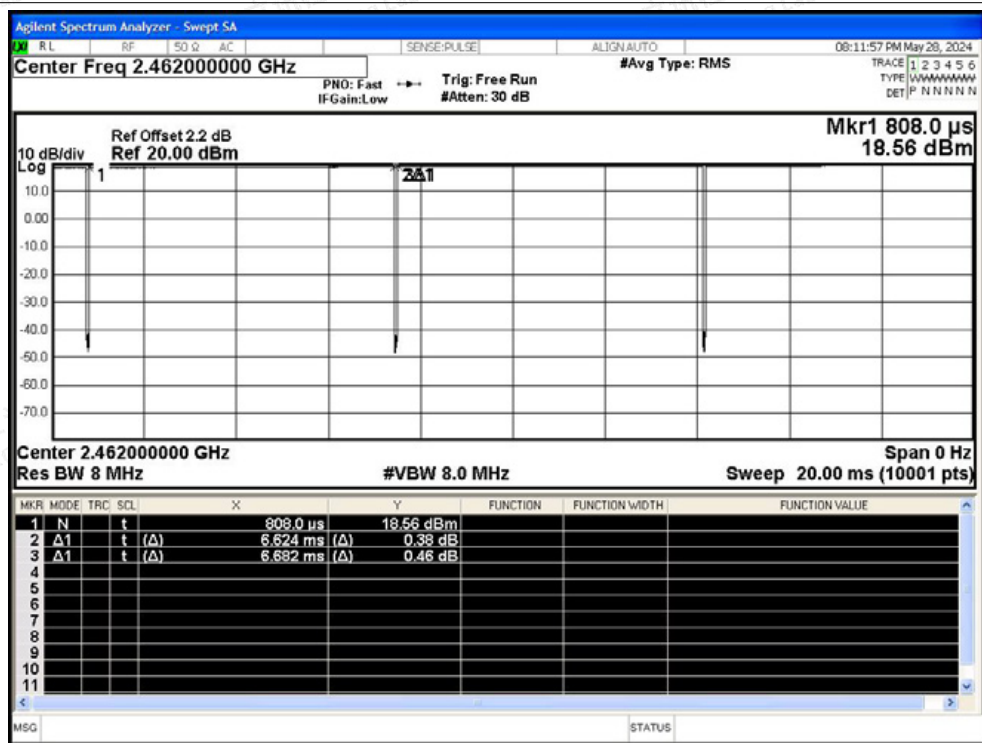 Agilent Spectrum Analyzer - Swept SA
RL RF 50 Ω AC SENSE:PULSE ALIGN AUTO 08:11:57 PM May 28, 2024
Center Freq 2.462000000 GHz #Avg Type: RMS TRACE 1 2 3 4 5 6
PNO: Fast Trig: Free Run TYPE WWWWWW
IFGain:Low #Atten: 30 dB DET P N N N N N
Mkr1 808.0 µs
Ref Offset 2.2 dB
10 dB/div Ref 20.00 dBm 18.56 dBm
Log
1
10.0
0.00
-10.0
-20.0
-30.0
-40.0
-50.0
-60.0
-70.0
Center 2.462000000 GHz Span 0 Hz
Res BW 8 MHz #VBW 8.0 MHz Sweep 20.00 ms (10001 pts)
MKR MODE TRC SCL X Y FUNCTION FUNCTION WIDTH FUNCTION VALUE
1 N t 808.0 µs 18.56 dBm
2 Δ1 t (Δ) 6.624 ms (Δ) 0.38 dB
3 Δ1 t (Δ) 6.682 ms (Δ) 0.46 dB
4
5
6
7
8
9
10
11
MSG STATUS